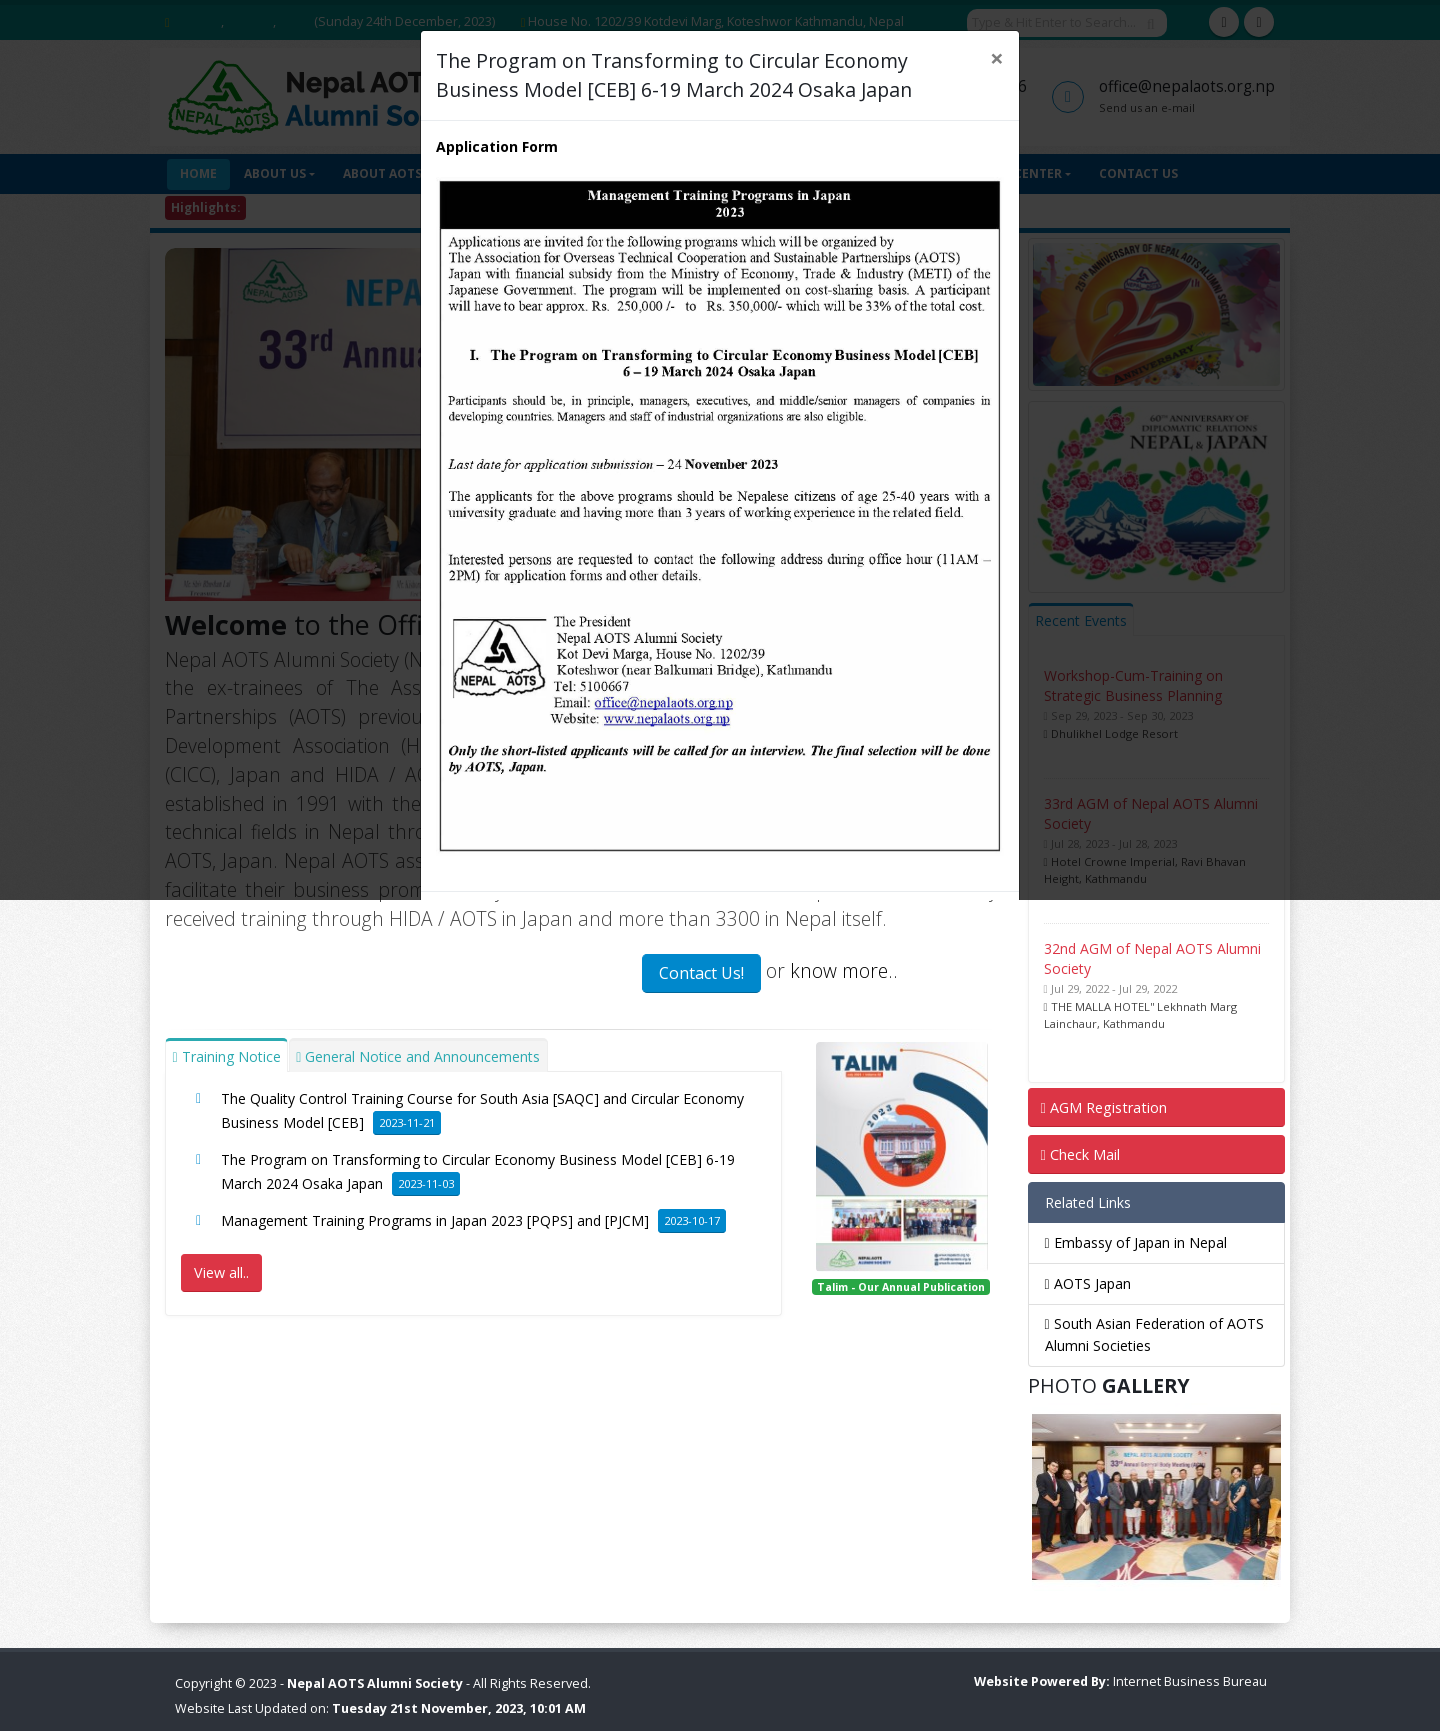 (Sunday 24th December, 2023)
House No. 1202/39 Kotdevi Marg, Koteshwor Kathmandu, Nepal
Type & Hit Enter to Search...
NEPAL AOTS
Nepal AOTS
Alumni Soc
6
office@nepalaots.org.np
Send us an e-mail
HOME
ABOUT US
ABOUT AOTS
CENTER
CONTACT US
Highlights:
The Program on Transforming to Circular Economy
Business Model [CEB] 6-19 March 2024 Osaka Japan
×
Application Form
Management Training Programs in Japan
2023
Applications are invited for the following programs which will be organized by
The Association for Overseas Technical Cooperation and Sustainable Partnerships (AOTS)
Japan with financial subsidy from the Ministry of Economy, Trade & Industry (METI) of the
Japanese Government. The program will be implemented on cost-sharing basis. A participant
will have to bear approx. Rs. 250,000 /- to Rs. 350,000/- which will be 33% of the total cost.
I. The Program on Transforming to Circular Economy Business Model [CEB]
6 – 19 March 2024 Osaka Japan
Participants should be, in principle, managers, executives, and middle/senior managers of companies in
developing countries. Managers and staff of industrial organizations are also eligible.
Last date for application submission – 24 November 2023
The applicants for the above programs should be Nepalese citizens of age 25-40 years with a
university graduate and having more than 3 years of working experience in the related field.
Interested persons are requested to contact the following address during office hour (11AM –
2PM) for application forms and other details.
NEPAL AOTS
The President
Nepal AOTS Alumni Society
Kot Devi Marga, House No. 1202/39
Koteshwor (near Balkumari Bridge), Kathmandu
Tel: 5100667
Email: office@nepalaots.org.np
Website: www.nepalaots.org.np
Only the short-listed applicants will be called for an interview. The final selection will be done
by AOTS, Japan.
NEPA
33rd Annua
25TH ANNIVERSARY OF NEPAL AOTS ALUMNI SOCIETY
25th
ANNIVERSARY
60TH ANNIVERSARY OF
DIPLOMATIC RELATIONS
NEPAL & JAPAN
Welcome to the Offi
Nepal AOTS Alumni Society (N
the ex-trainees of The Ass
Partnerships (AOTS) previou
Development Association (H
(CICC), Japan and HIDA / AO
established in 1991 with the
technical fields in Nepal thro
AOTS, Japan. Nepal AOTS ass
facilitate their business prom
received training through HIDA / AOTS in Japan and more than 3300 in Nepal itself.
Contact Us! or know more..
Recent Events
Workshop-Cum-Training on
Strategic Business Planning
Sep 29, 2023 - Sep 30, 2023
Dhulikhel Lodge Resort
33rd AGM of Nepal AOTS Alumni
Society
Jul 28, 2023 - Jul 28, 2023
Hotel Crowne Imperial, Ravi Bhavan
Height, Kathmandu
32nd AGM of Nepal AOTS Alumni
Society
Jul 29, 2022 - Jul 29, 2022
THE MALLA HOTEL" Lekhnath Marg
Lainchaur, Kathmandu
Training Notice
General Notice and Announcements
The Quality Control Training Course for South Asia [SAQC] and Circular Economy
Business Model [CEB] 2023-11-21
The Program on Transforming to Circular Economy Business Model [CEB] 6-19
March 2024 Osaka Japan 2023-11-03
Management Training Programs in Japan 2023 [PQPS] and [PJCM] 2023-10-17
View all..
TALIM
2023
NEPAL AOTS
ALUMNI SOCIETY
Talim - Our Annual Publication
AGM Registration
Check Mail
Related Links
Embassy of Japan in Nepal
AOTS Japan
South Asian Federation of AOTS
Alumni Societies
PHOTO GALLERY
NEPAL AOTS ALUMNI SOCIETY
33rd Annual General Body Meeting
Copyright © 2023 - Nepal AOTS Alumni Society - All Rights Reserved.
Website Last Updated on: Tuesday 21st November, 2023, 10:01 AM
Website Powered By: Internet Business Bureau